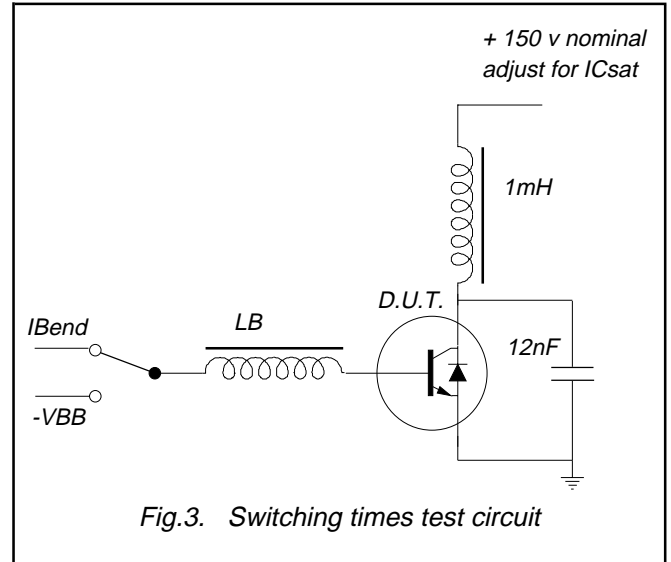 + 150 v nominal
adjust for ICsat
1mH
D.U.T.
IBend
LB
12nF
-VBB
Fig.3. Switching times test circuit